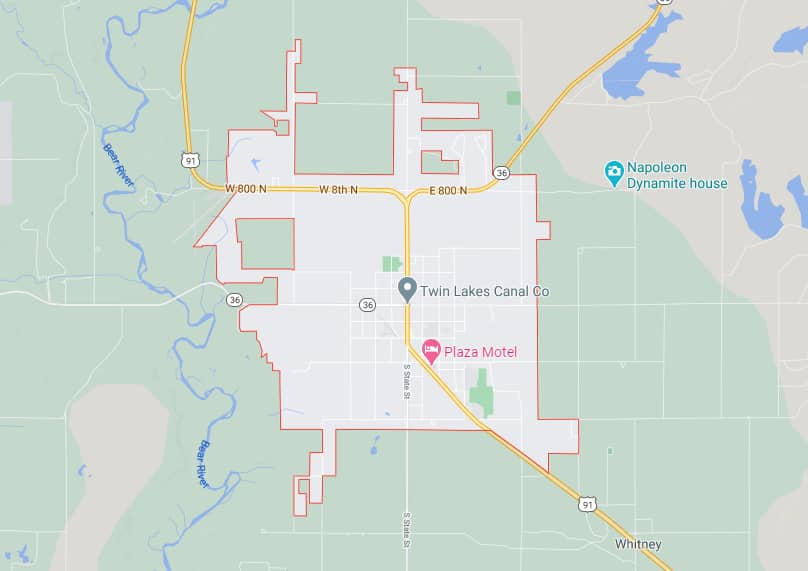 36
Bear River
91
36
W 800 N
W 8th N
E 800 N
Napoleon
Dynamite house
Twin Lakes Canal Co
36
36
Plaza Motel
S State St
Bear River
91
S State St
Whitney